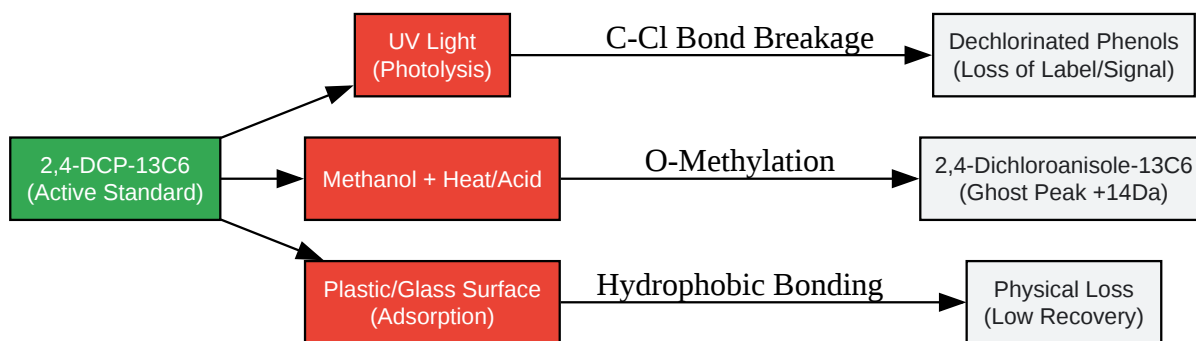 UV Light
(Photolysis)
C-Cl Bond Breakage
Dechlorinated Phenols
(Loss of Label/Signal)
2,4-DCP-13C6
(Active Standard)
Methanol + Heat/Acid
O-Methylation
2,4-Dichloroanisole-13C6
(Ghost Peak +14Da)
Plastic/Glass Surface
(Adsorption)
Hydrophobic Bonding
Physical Loss
(Low Recovery)